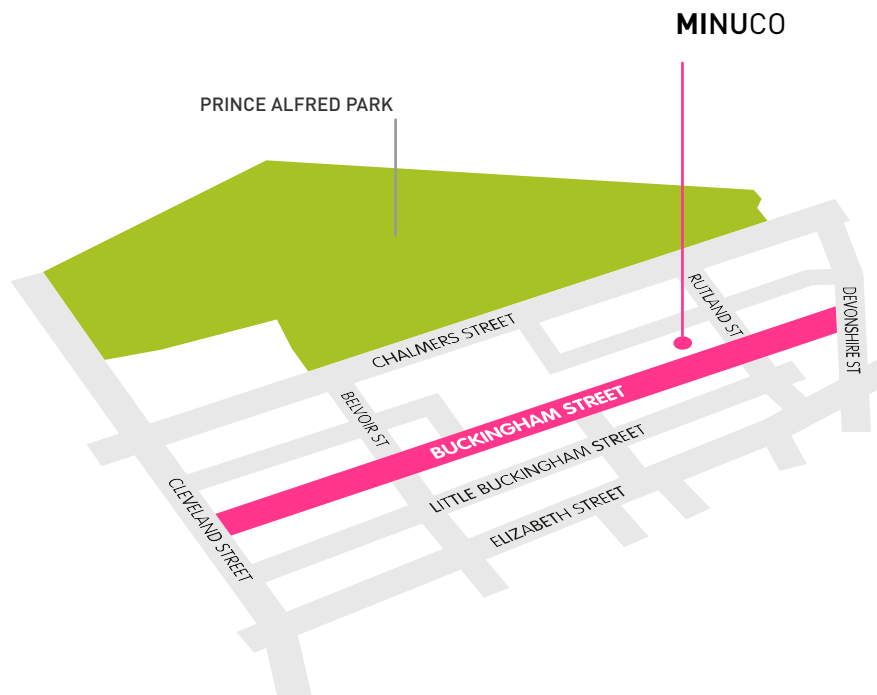 MINUCO
PRINCE ALFRED PARK
RUTLAND ST
DEVONSHIRE ST
CHALMERS STREET
BELVOIR ST
BUCKINGHAM STREET
LITTLE BUCKINGHAM STREET
CLEVELAND STREET
ELIZABETH STREET